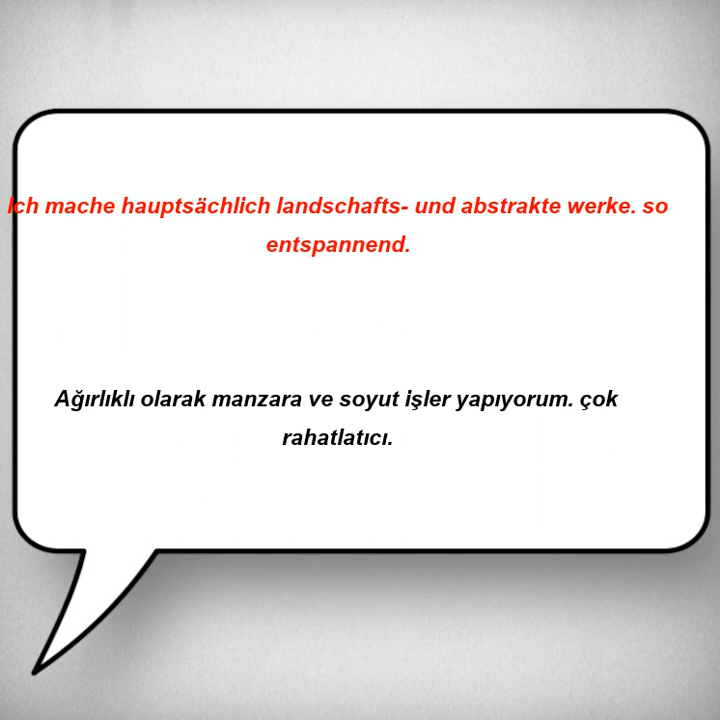 Ich mache hauptsächlich landschafts- und abstrakte werke. so
entspannend.
Ağırlıklı olarak manzara ve soyut işler yapıyorum. çok
rahatlatıcı.